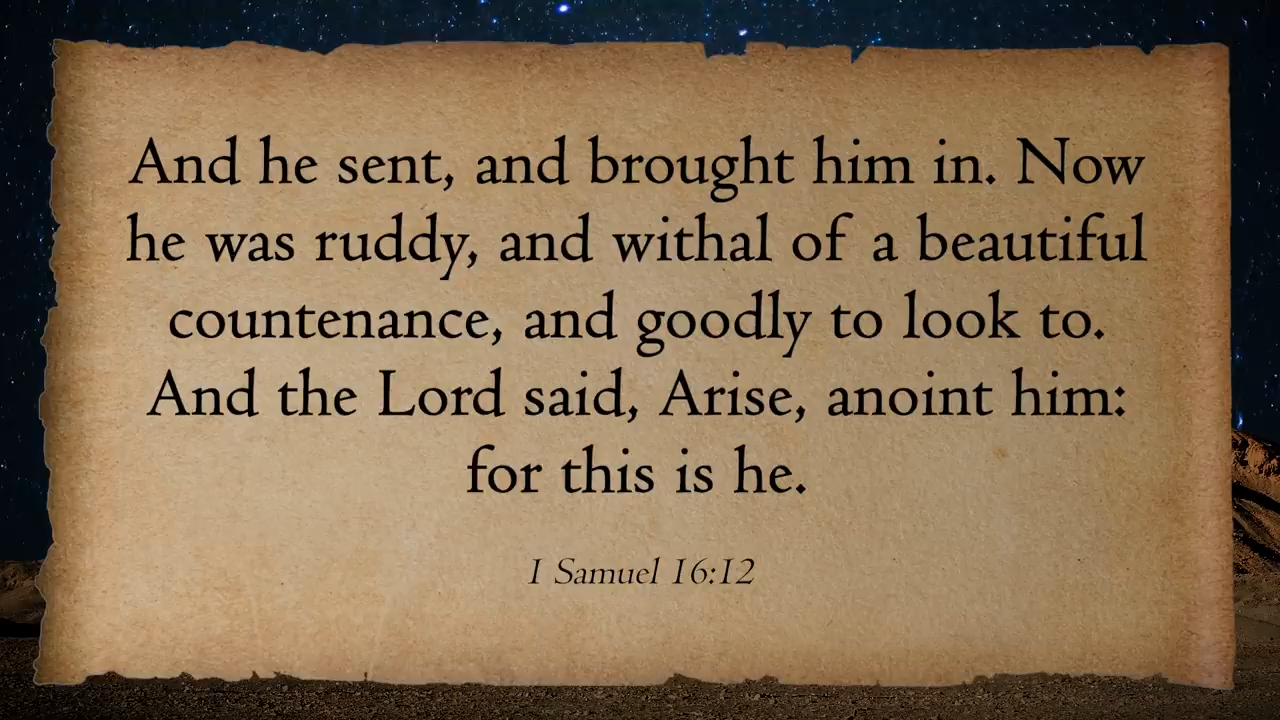 And he sent, and brought him in. Now
he was ruddy, and withal of a beautiful
countenance, and goodly to look to.
And the Lord said, Arise, anoint him:
for this is he.
1 Samuel 16:12